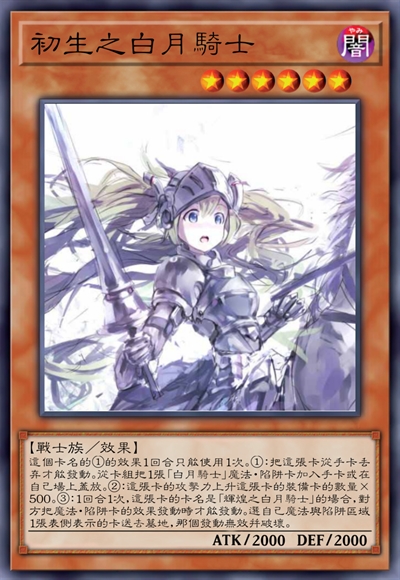 初生之白月騎士
やみ
闇
【戰士族／效果】
這個卡名的①的效果1回合只能使用1次。①:把這張卡從手卡丟
弃才能發動。從卡組把1張「白月騎士」魔法·陷阱卡加入手卡或在
自己場上蓋放。②:這張卡的攻擊力上升這張卡的裝備卡的數量×
500。③:1回合1次,這張卡的卡名是「輝煌之白月騎士」的場合,對
方把魔法·陷阱卡的效果發動時才能發動。選自己魔法與陷阱區域
1張表側表示的卡送去墓地,那個發動無效并破壞。
ATK/2000 DEF/2000